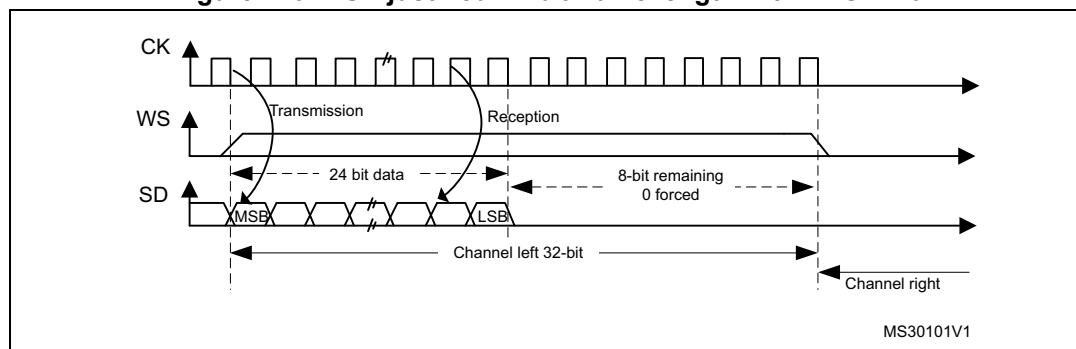 CK
Transmission
Reception
WS
24 bit data
8-bit remaining
0 forced
SD
MSB
LSB
Channel left 32-bit
Channel right
MS30101V1